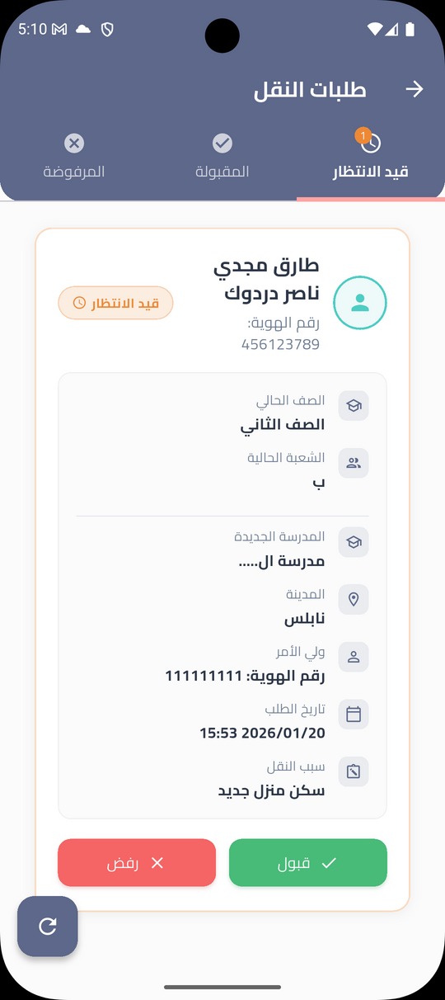 5:10
طلبات النقل
1
قيد الانتظار
المقبولة
المرفوضة
طارق مجدي
ناصر دردوك
رقم الهوية:
456123789
قيد الانتظار
الصف الحالي
الصف الثاني
الشعبة الحالية
ب
المدرسة الجديدة
مدرسة ال.....
المدينة
نابلس
ولي الأمر
رقم الهوية: 111111111
تاريخ الطلب
2026/01/20 15:53
سبب النقل
سكن منزل جديد
قبول
رفض